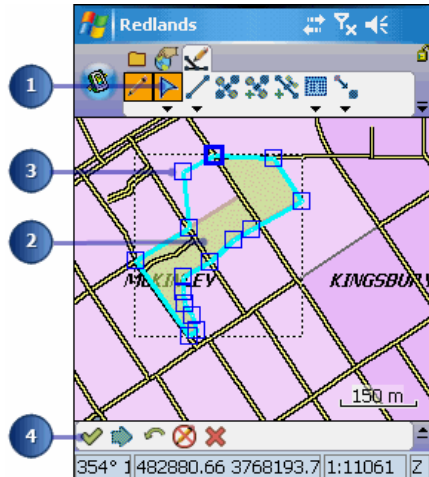 Redlands
1
3
2
McKINLEY
KINGSBURY
150 m
4
354° 1 482880.66 3768193.7 1:11061 Z